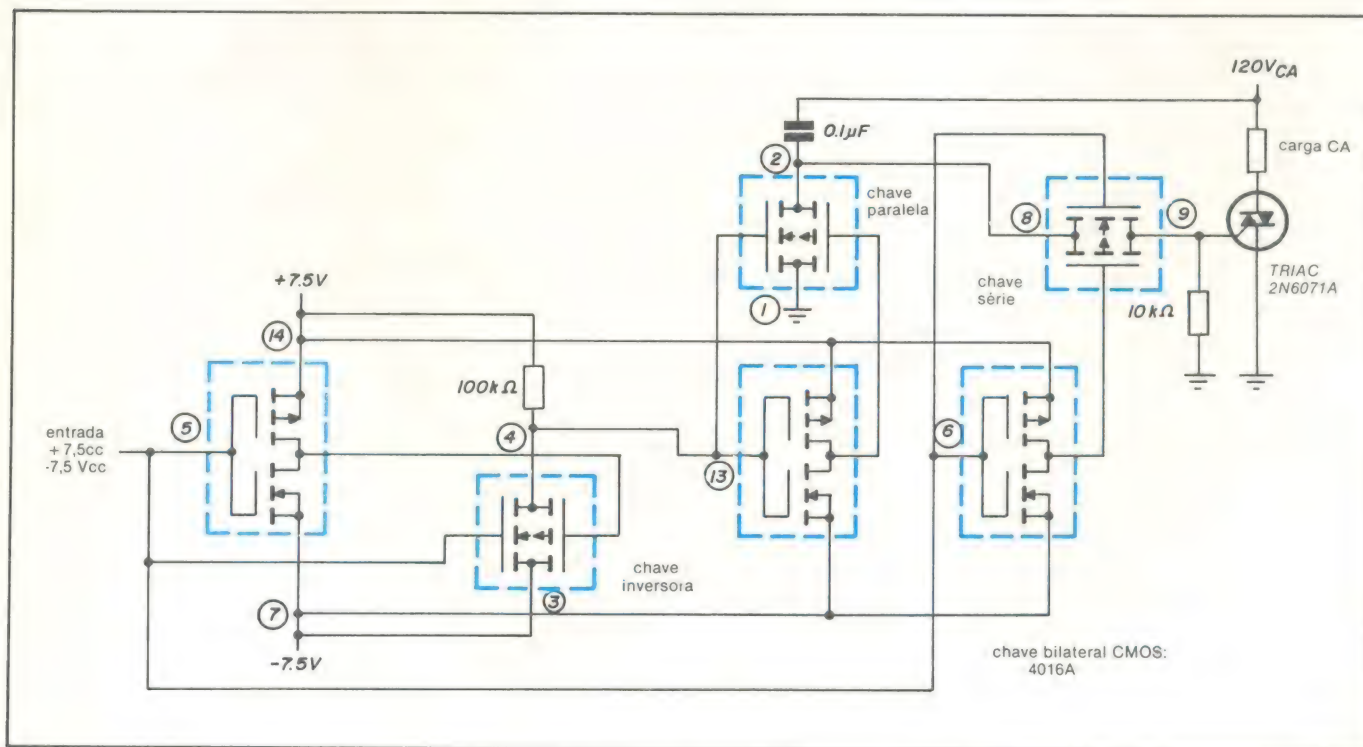 120VCA
0.1µF
carga CA
2
chave
paralela
8
9
TRIAC
2N6071A
chave
série
10kΩ
1
+7.5V
14
100kΩ
entrada
+ 7,5cc
-7,5 Vcc
5
4
13
6
chave
inversora
3
7
-7.5V
chave bilateral CMOS:
4016A